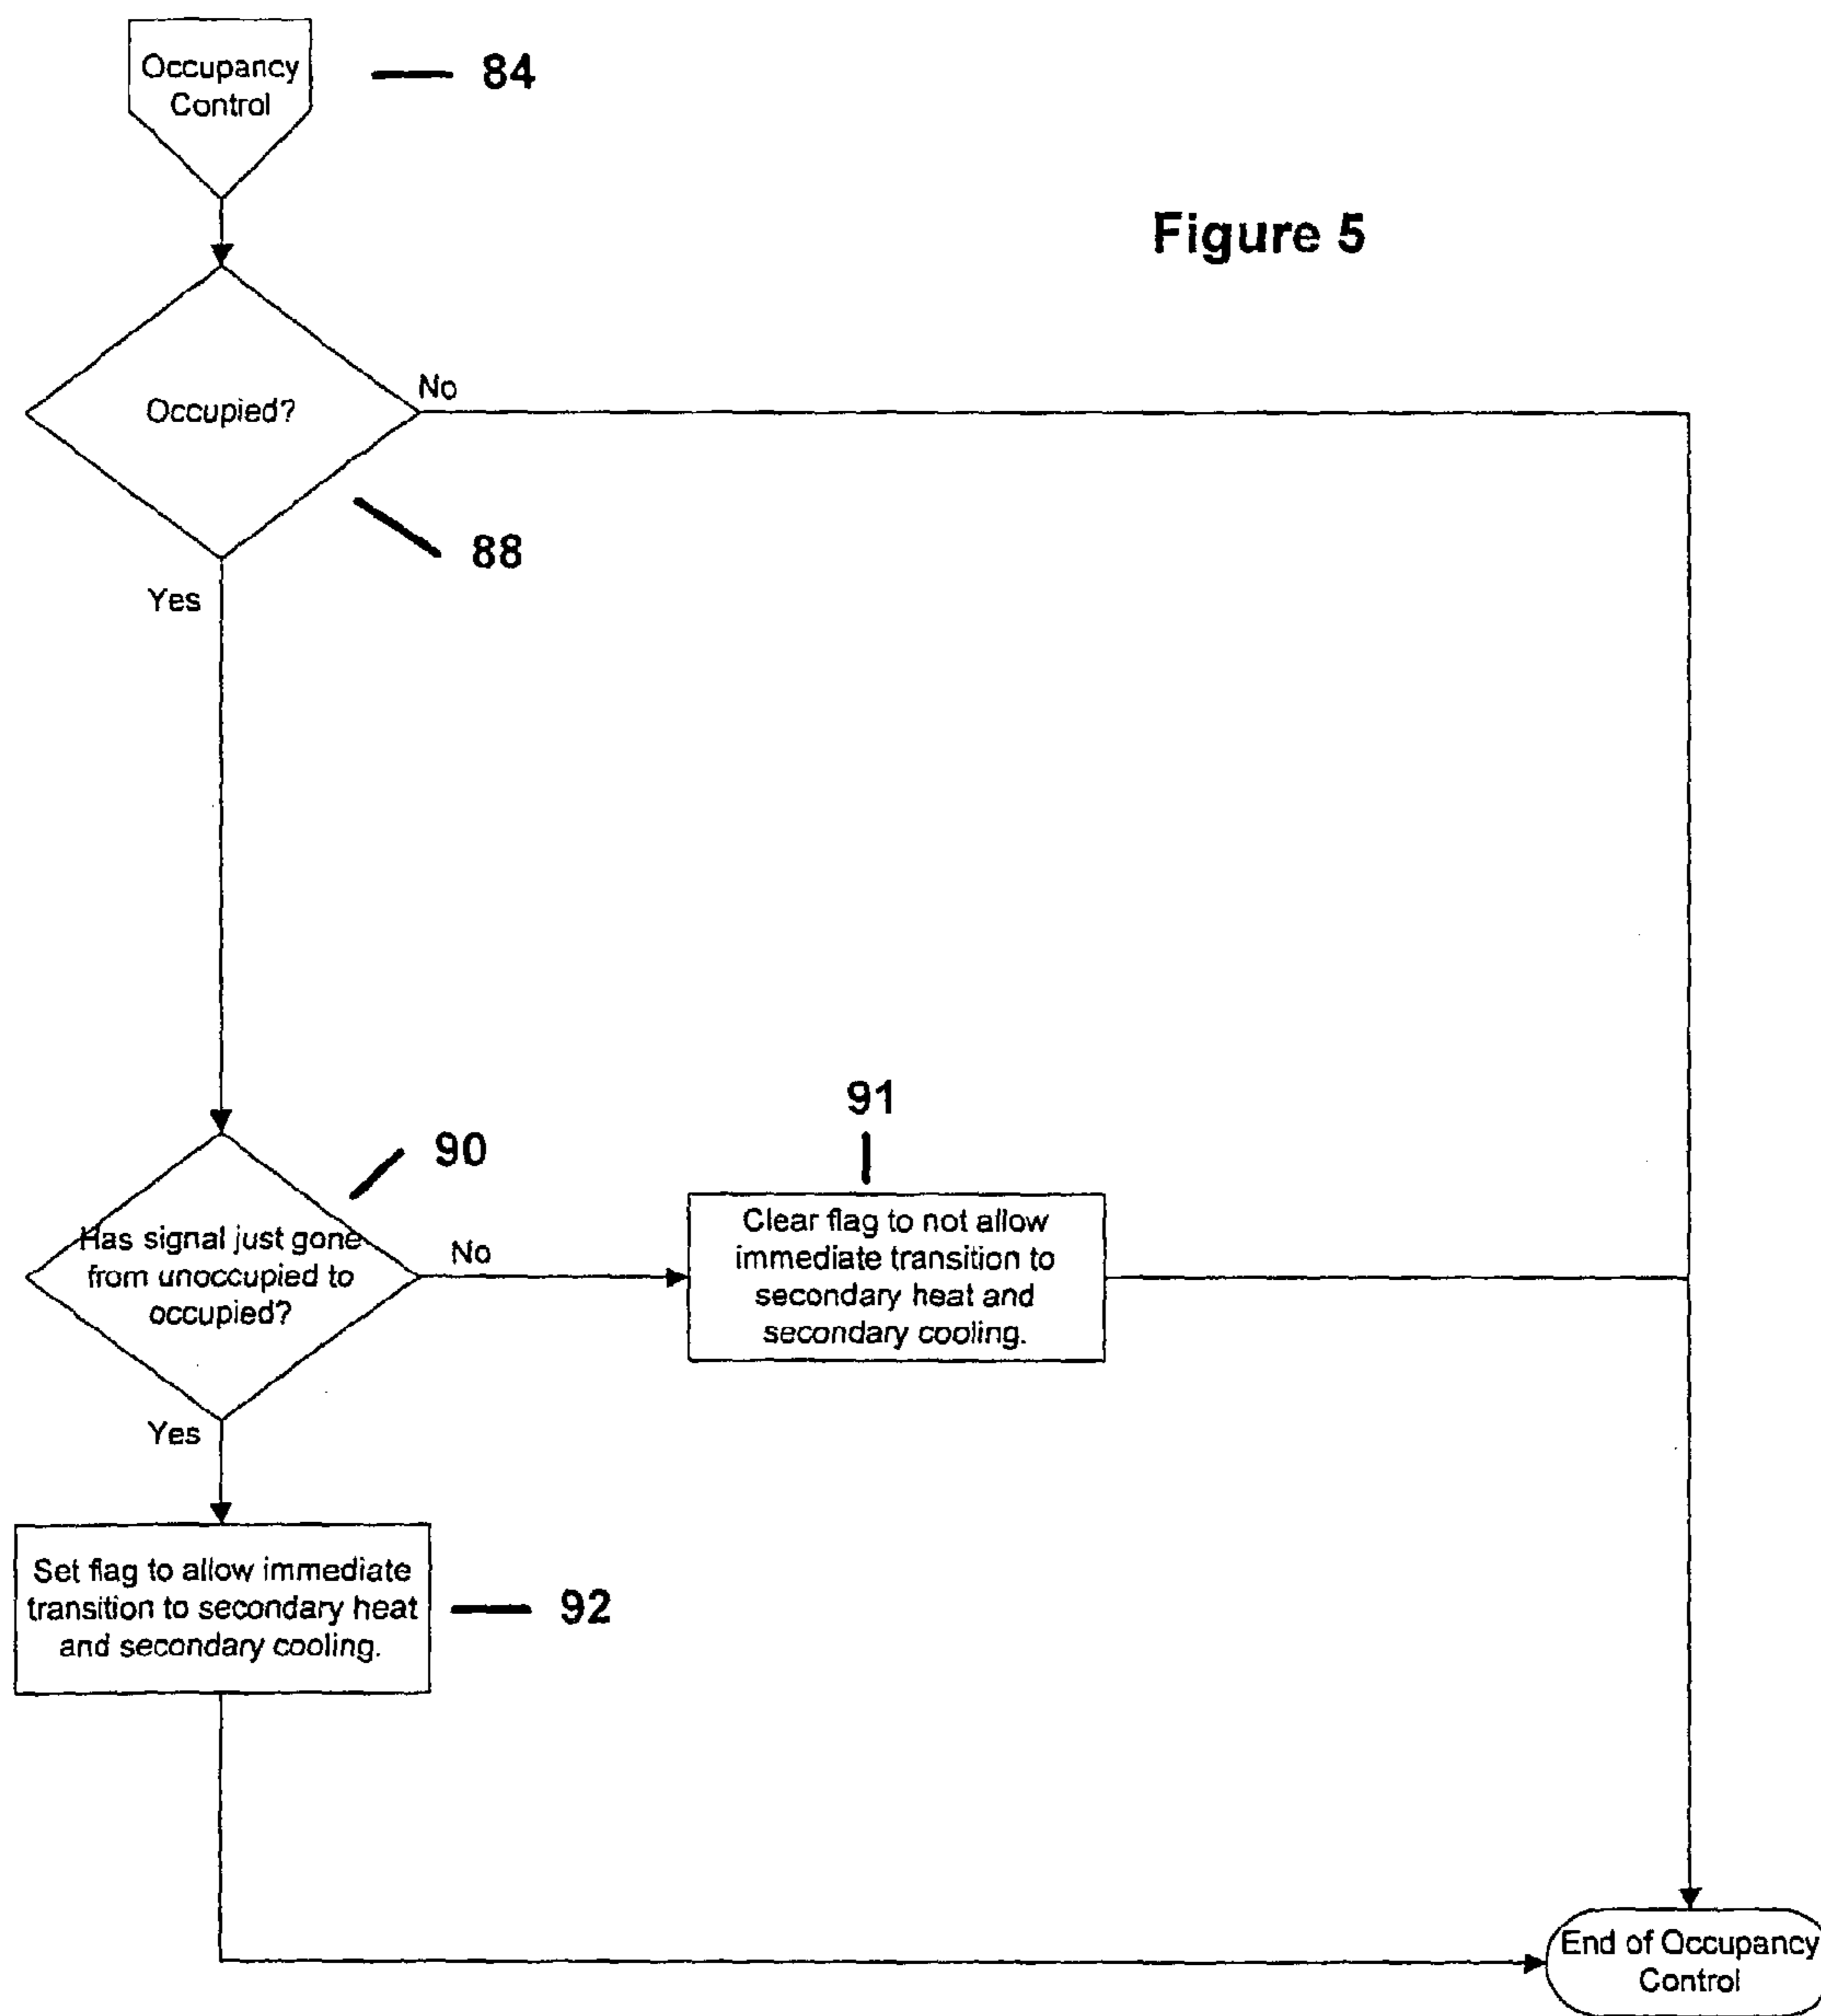 Occupancy
Control
84
Figure 5
No
Occupied?
88
Yes
91
90
Has signal just gone
from unoccupied to
occupied?
No
Clear flag to not allow
immediate transition to
secondary heat and
secondary cooling.
Yes
Set flag to allow immediate
transition to secondary heat
and secondary cooling.
92
End of Occupancy
Control